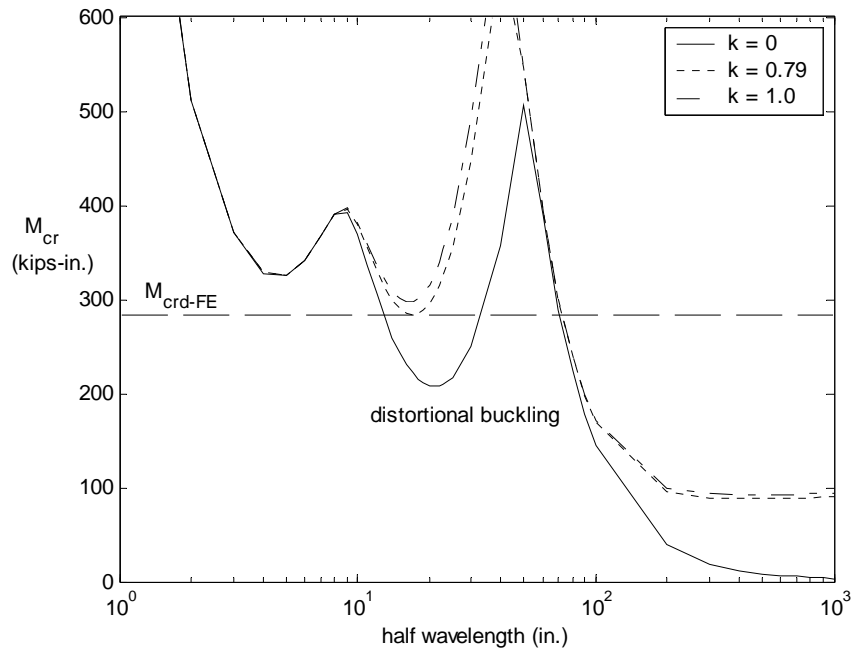 600
500
400
300
200
100
0
M_cr
(kips-in.)
M_crd-FE
distortional buckling
k = 0
k = 0.79
k = 1.0
10^0
10^1
10^2
10^3
half wavelength (in.)